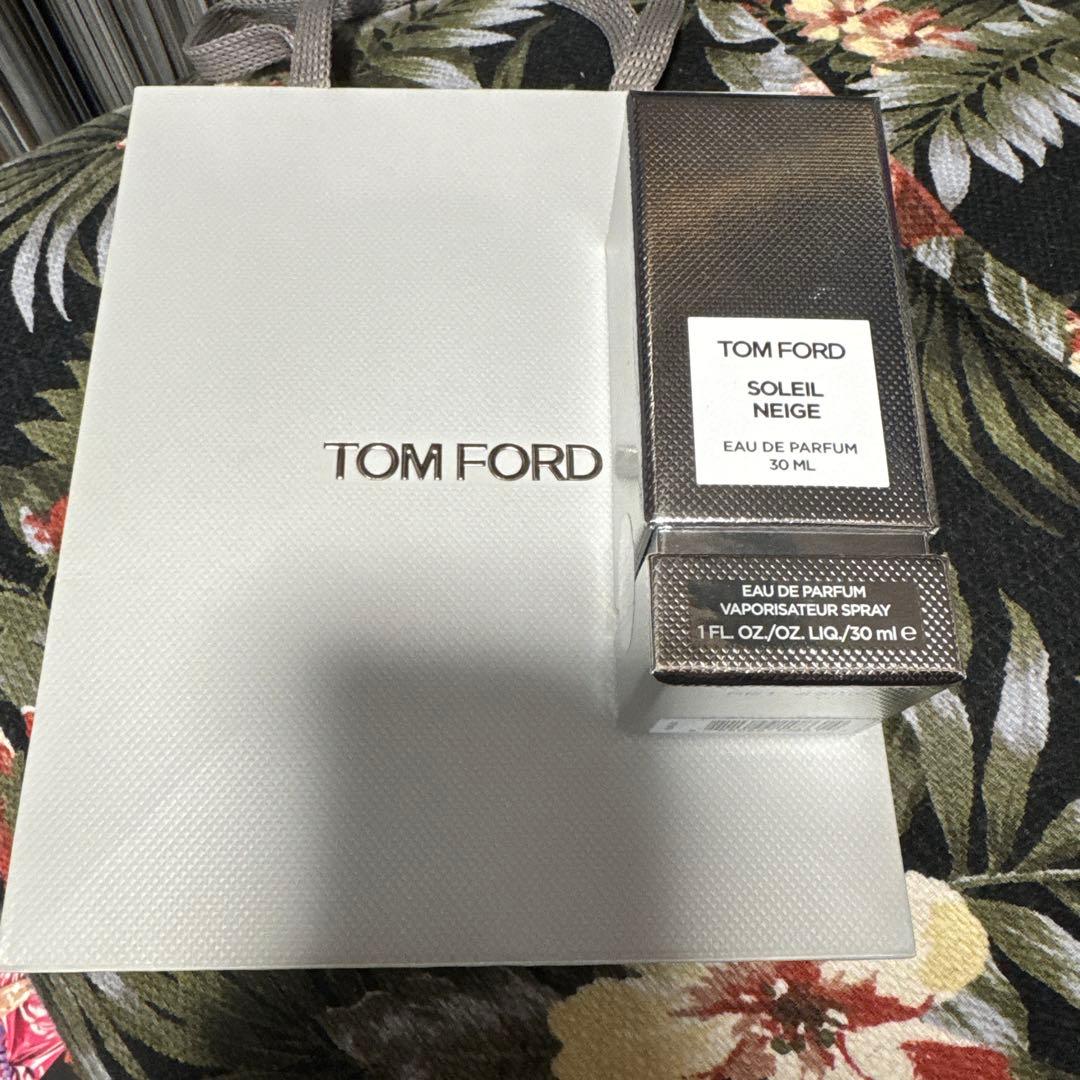 TOM FORD
TOM FORD
SOLEIL
NEIGE
EAU DE PARFUM
30 ML
EAU DE PARFUM
VAPORISATEUR SPRAY
1 FL. OZ./OZ. LIQ./30 ml e